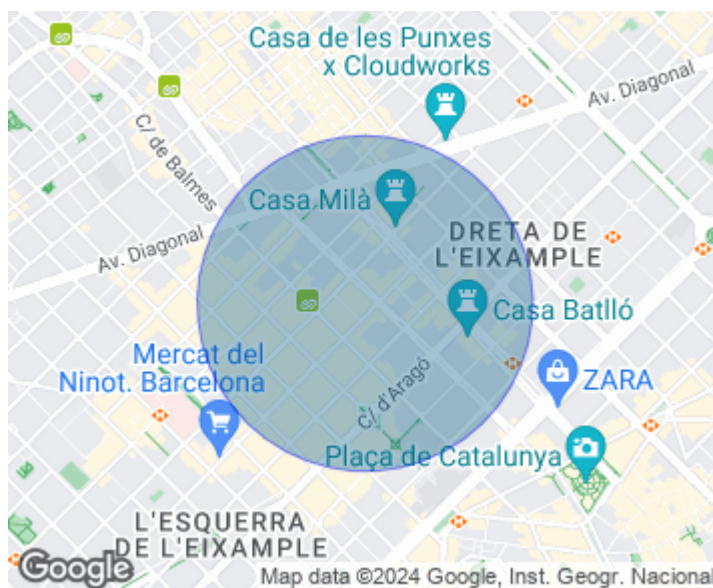 Casa de les Punxes
x Cloudworks
Av. Diagonal
C/ de Balmes
Casa Milà
DRETA DE
L'EIXAMPLE
Av. Diagonal
Casa Batlló
Mercat del
Ninot. Barcelona
C/ d'Aragó
ZARA
Plaça de Catalunya
L'ESQUERRA
DE L'EIXAMPLE
Google
Map data ©2024 Google, Inst. Geogr. Nacional